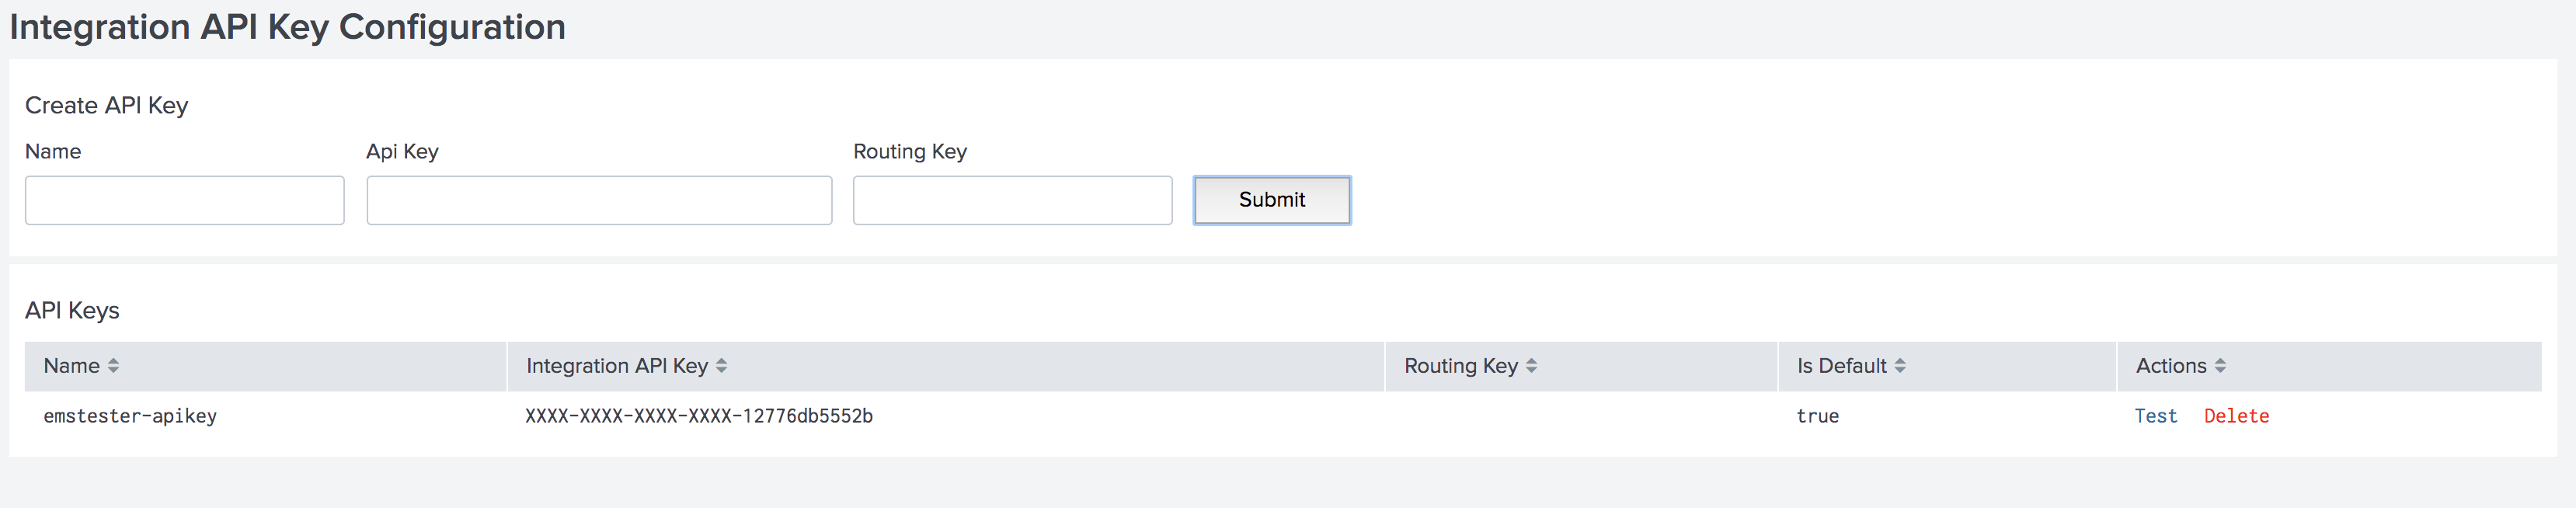 Integration API Key Configuration
Create API Key
Name Api Key Routing Key
Submit
API Keys
Name Integration API Key Routing Key Is Default Actions
emstester-apikey XXXX-XXXX-XXXX-XXXX-12776db5552b true Test Delete